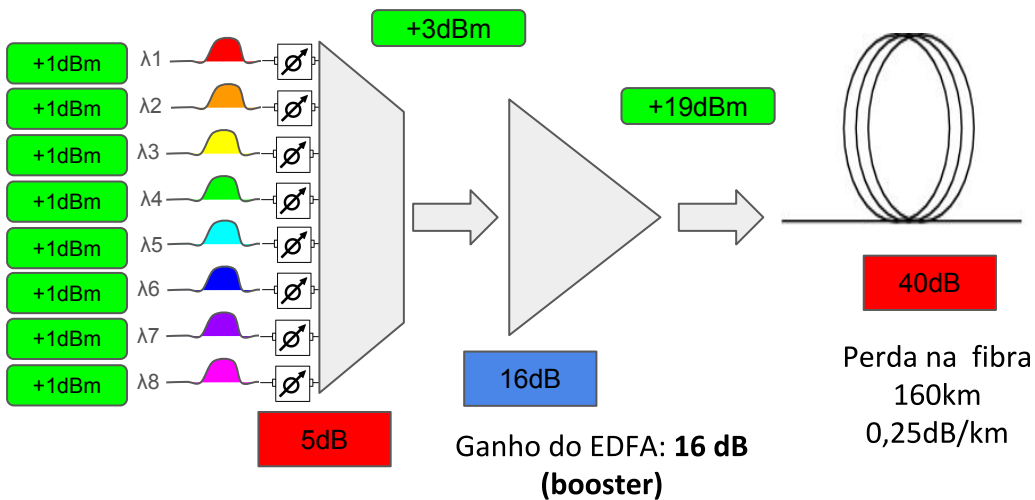 +3dBm
+1dBm λ1
+1dBm λ2
+19dBm
+1dBm λ3
+1dBm λ4
+1dBm λ5
+1dBm λ6
40dB
+1dBm λ7
+1dBm λ8
16dB
5dB
Perda na fibra
160km
0,25dB/km
Ganho do EDFA: 16 dB
(booster)